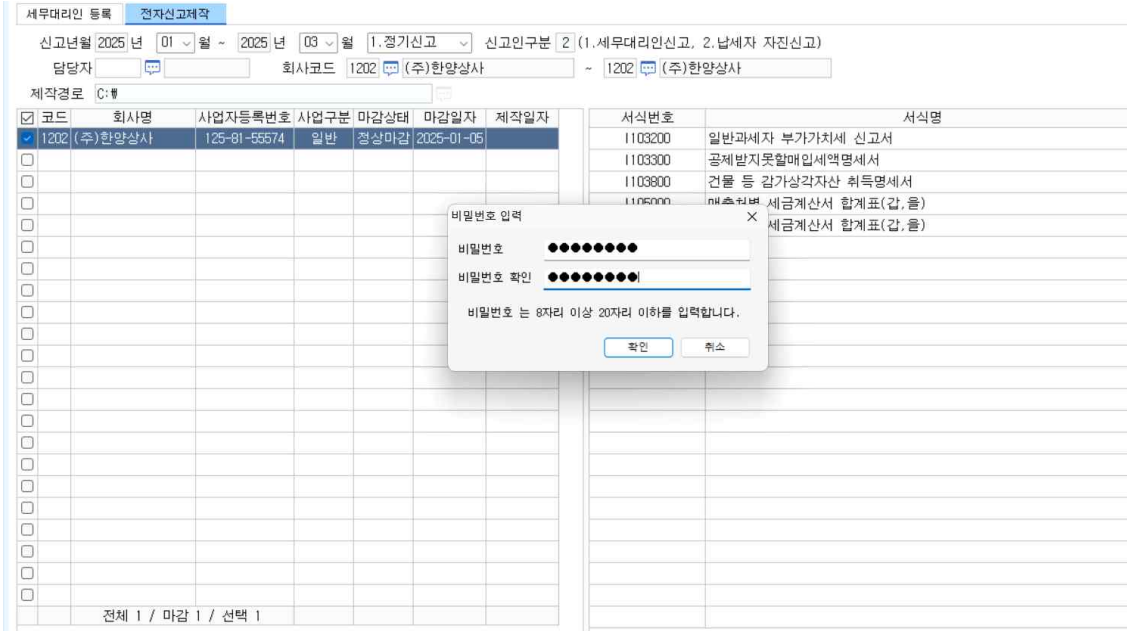 세무대리인 등록 전자신고제작
신고년월 2025 년 01 월 ~ 2025 년 03 월 1.정기신고 신고인구분 2 (1.세무대리인신고, 2.납세자 자진신고)
담당자 회사코드 1202 (주)한양상사 ~ 1202 (주)한양상사
제작경로 C:₩
코드 회사명 사업자등록번호 사업구분 마감상태 마감일자 제작일자 서식번호 서식명
1202 (주)한양상사 125-81-55574 일반 정상마감 2025-01-05 I103200 일반과세자 부가가치세 신고서
I103300 공제받지못할매입세액명세서
I103800 건물 등 감가상각자산 취득명세서
세금계산서 합계표(갑,을)
세금계산서 합계표(갑,을)
비밀번호 입력
비밀번호 ●●●●●●●●
비밀번호 확인 ●●●●●●●●
비밀번호 는 8자리 이상 20자리 이하를 입력합니다.
확인 취소
전체 1 / 마감 1 / 선택 1